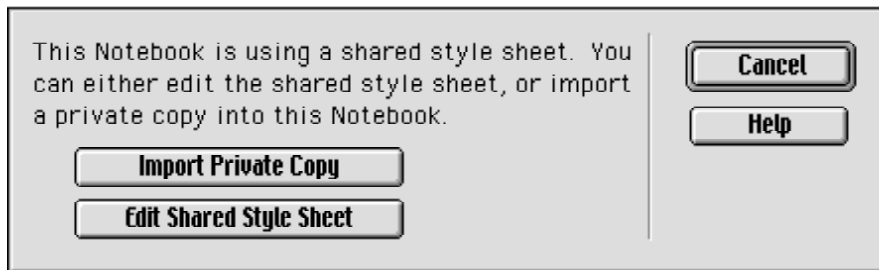 This Notebook is using a shared style sheet. You
can either edit the shared style sheet, or import
a private copy into this Notebook.
Import Private Copy
Edit Shared Style Sheet
Cancel
Help